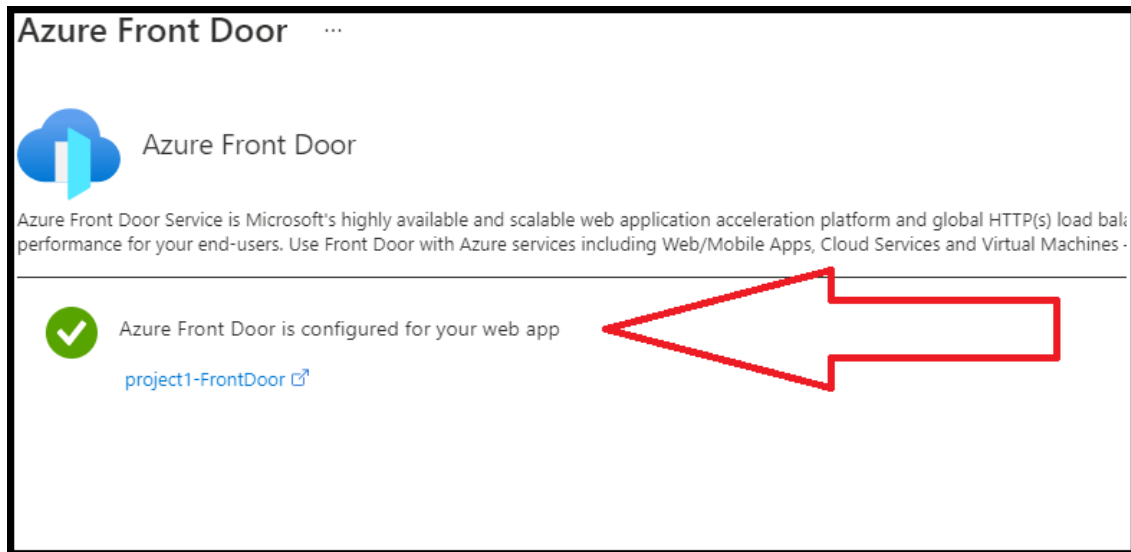 Azure Front Door ...
Azure Front Door
Azure Front Door Service is Microsoft's highly available and scalable web application acceleration platform and global HTTP(s) load
performance for your end-users. Use Front Door with Azure services including Web/Mobile Apps, Cloud Services and Virtual Machines -
Azure Front Door is configured for your web app
project1-FrontDoor